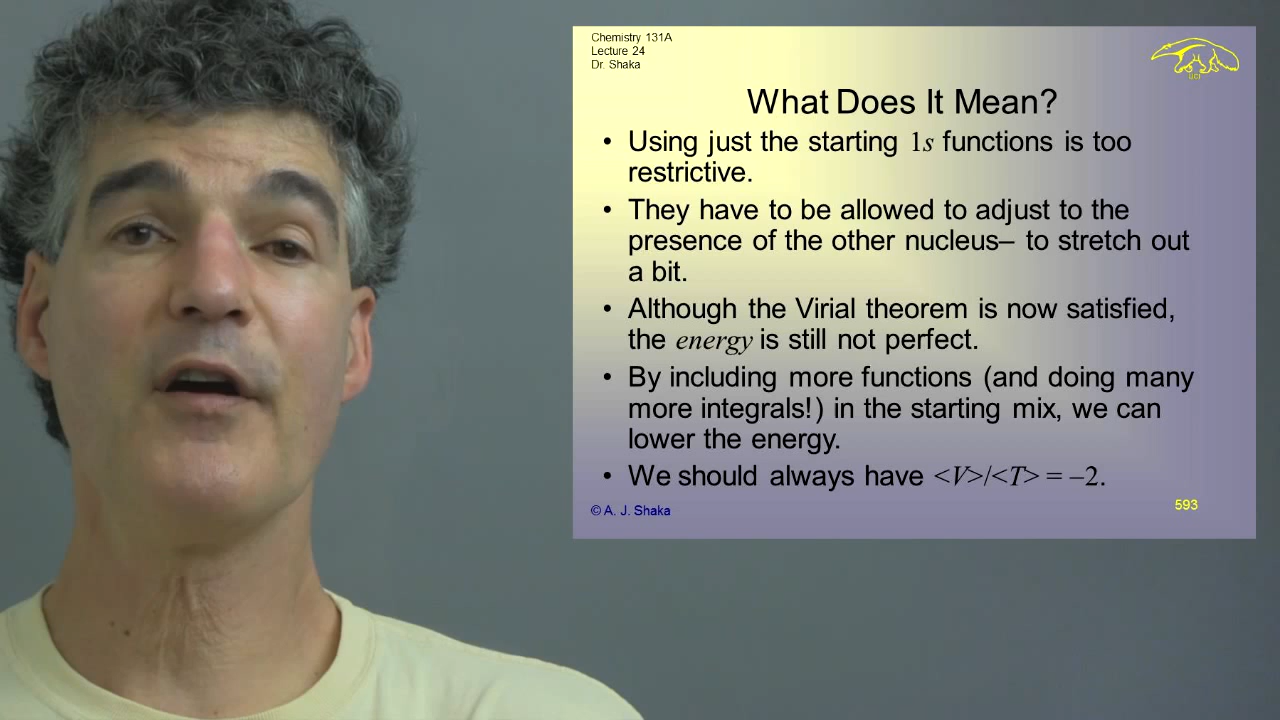 Chemistry 131A
Lecture 24
Dr. Shaka
UCI
What Does It Mean?
• Using just the starting 1s functions is too
restrictive.
• They have to be allowed to adjust to the
presence of the other nucleus– to stretch out
a bit.
• Although the Virial theorem is now satisfied,
the energy is still not perfect.
• By including more functions (and doing many
more integrals!) in the starting mix, we can
lower the energy.
• We should always have <V>/<T> = –2.
© A. J. Shaka
593